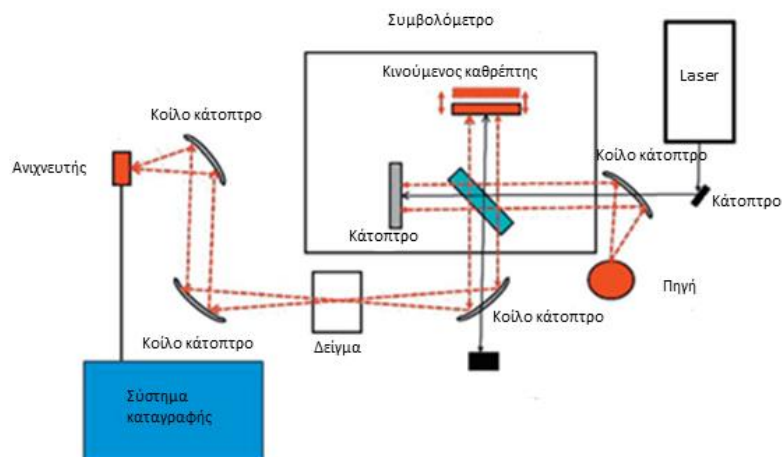 Συμβολόμετρο
Κινούμενος καθρέπτης
Laser
Κοίλο κάτοπτρο
Κοίλο κάτοπτρο
Ανιχνευτής
Κάτοπτρο
Κάτοπτρο
Πηγή
Κοίλο κάτοπτρο
Κοίλο κάτοπτρο
Δείγμα
Σύστημα
καταγραφής